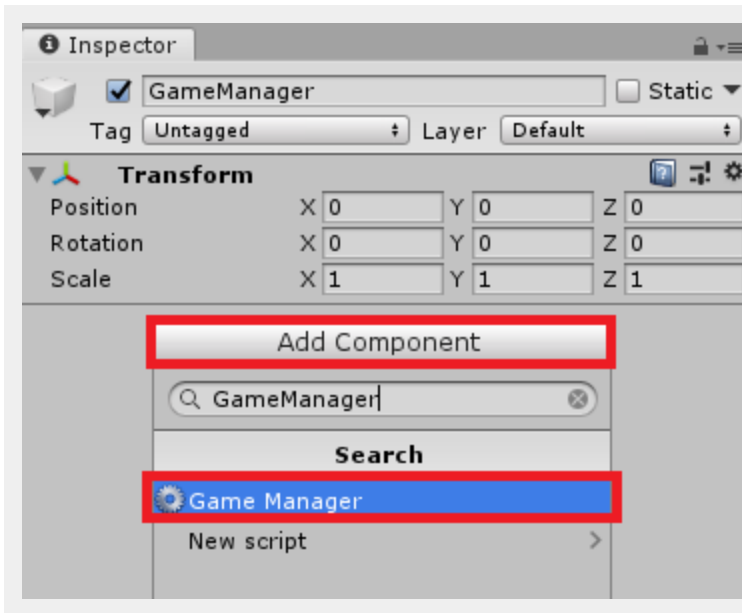 Inspector
GameManager Static
Tag Untagged Layer Default
Transform
Position X 0 Y 0 Z 0
Rotation X 0 Y 0 Z 0
Scale X 1 Y 1 Z 1
Add Component
GameManager
Search
Game Manager
New script